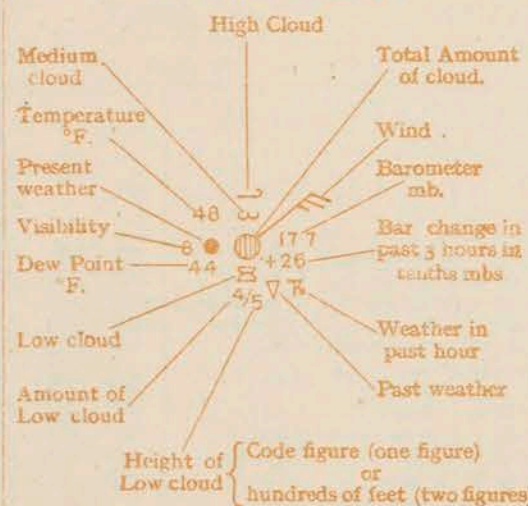 High Cloud
Medium
cloud
Total Amount
of cloud.
Temperature
°F.
Wind
Present
weather
Barometer
mb.
48
Visibility
8
177
Bar change in
past 3 hours in
tenths mbs
Dew Point
°F.
44
+26
4/5
Low cloud
Weather in
past hour
Amount of
Low cloud
Past weather
Height of
Low cloud
Code figure (one figure)
or
hundreds of feet (two figures